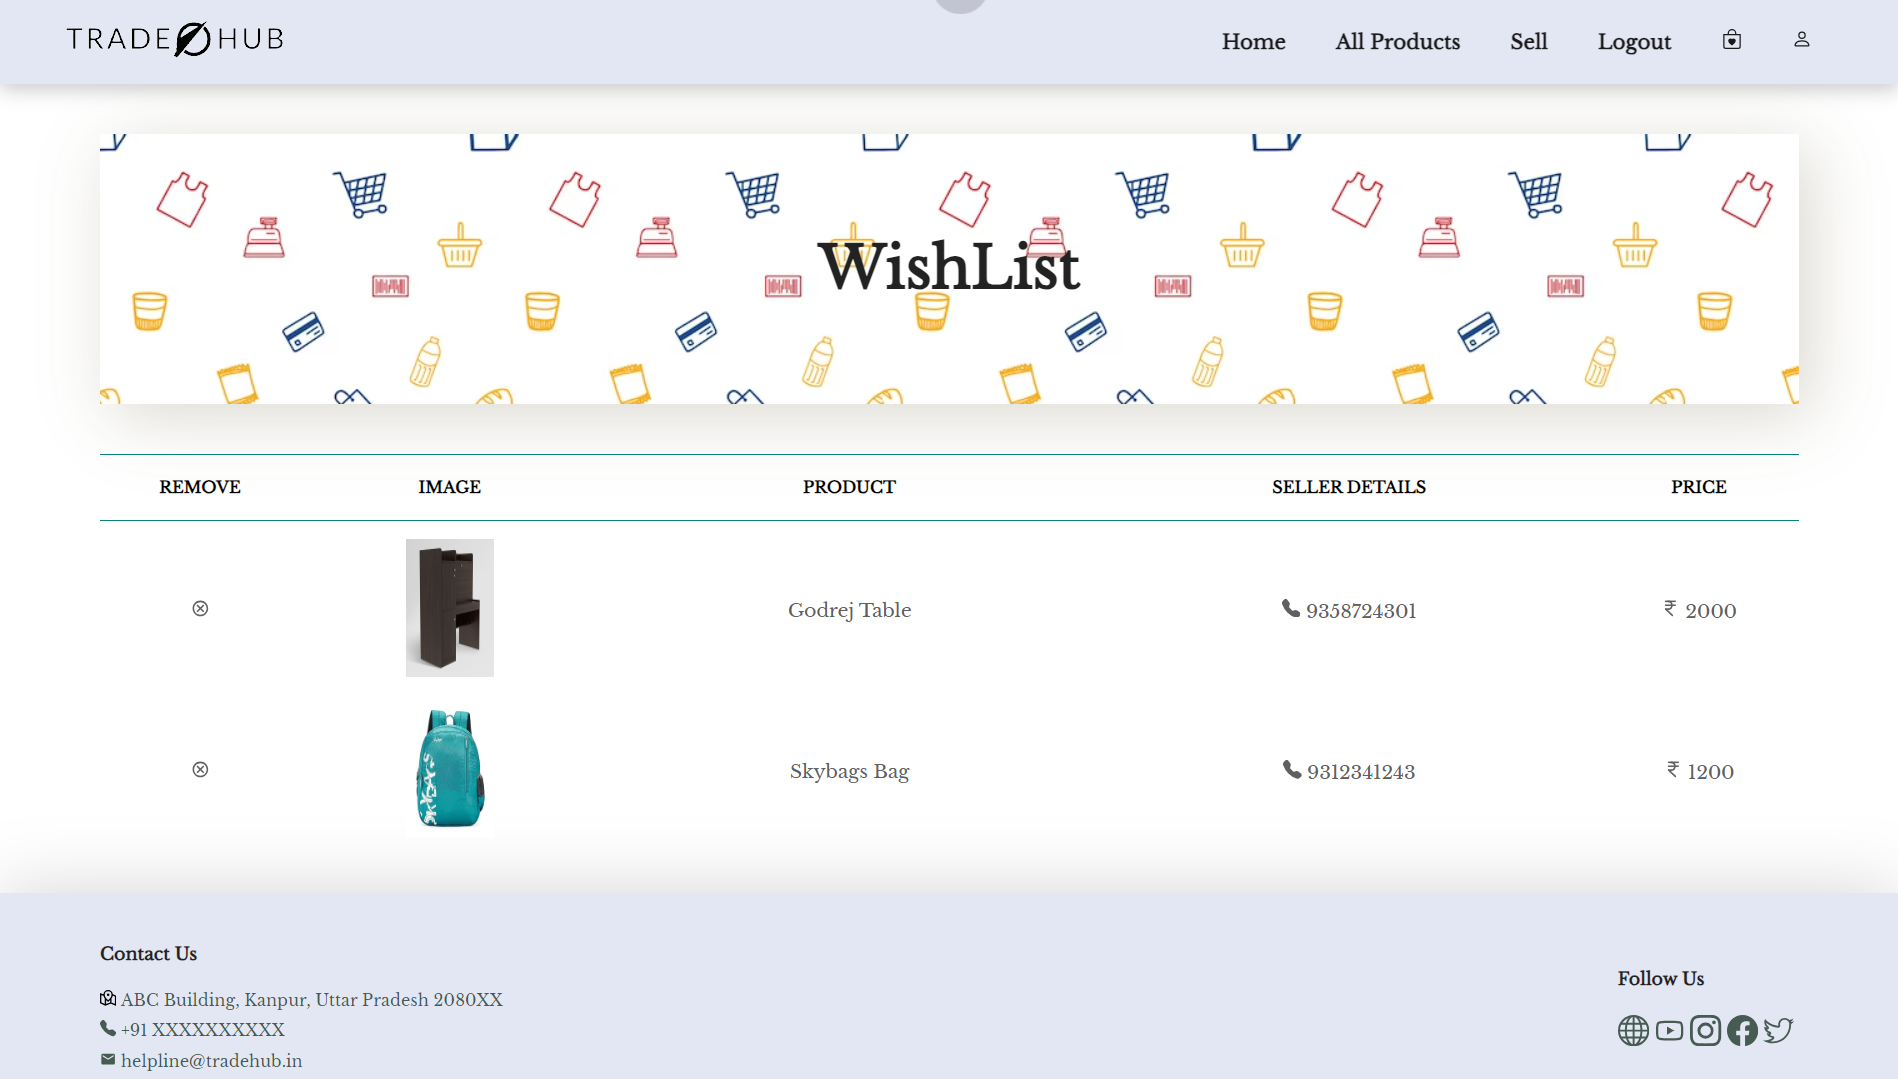 TRADE HUB
Home All Products Sell Logout
WishList
REMOVE IMAGE PRODUCT SELLER DETAILS PRICE
Godrej Table 9358724301 ₹ 2000
SKYBAGS
Skybags Bag 9312341243 ₹ 1200
Contact Us
ABC Building, Kanpur, Uttar Pradesh 2080XX
+91 XXXXXXXXXX
helpline@tradehub.in
Follow Us